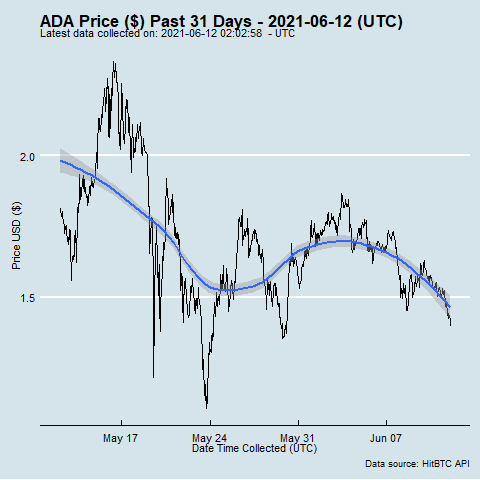 ADA Price ($) Past 31 Days - 2021-06-12 (UTC)
Latest data collected on: 2021-06-12 02:02:58 - UTC
Price USD ($)
2.0
1.5
May 17
May 24
May 31
Jun 07
Date Time Collected (UTC)
Data source: HitBTC API